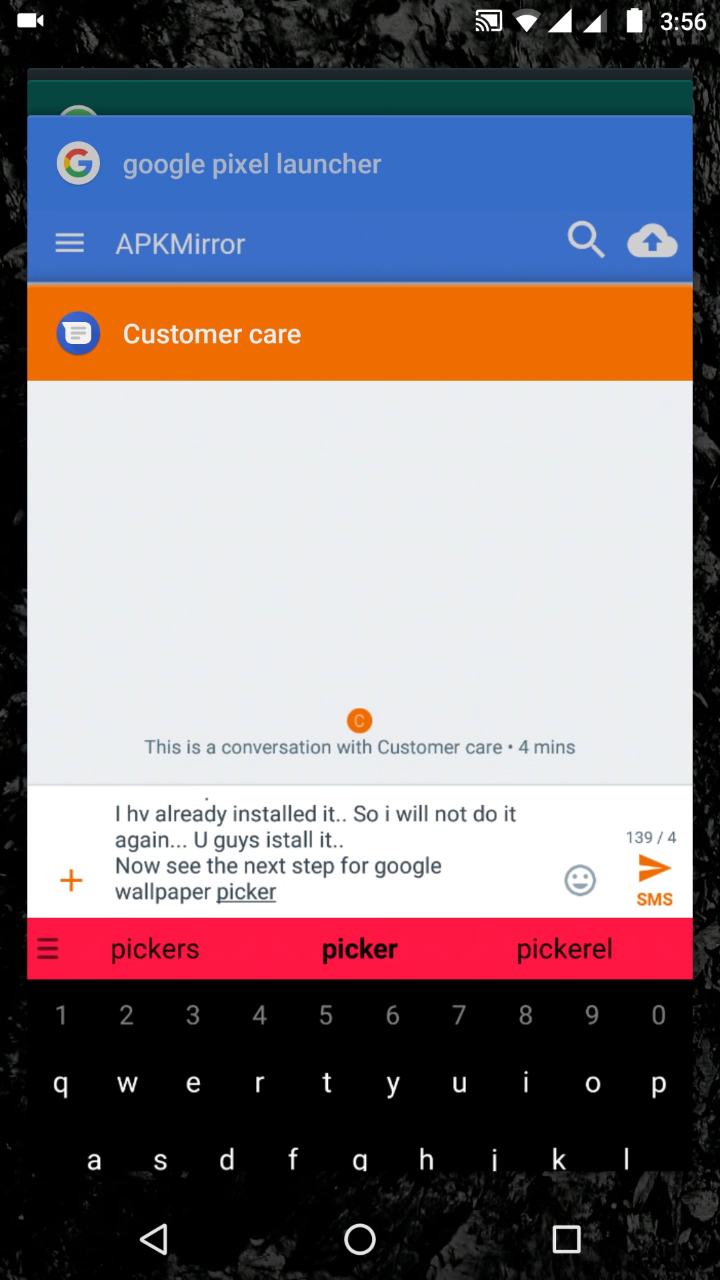 3:56
google pixel launcher
APKMirror
Customer care
C
This is a conversation with Customer care • 4 mins
I hv already installed it.. So i will not do it
again... U guys istall it..
Now see the next step for google
wallpaper picker
139 / 4
SMS
pickers picker pickerel
1 2 3 4 5 6 7 8 9 0
q w e r t y u i o p
a s d f g h j k l